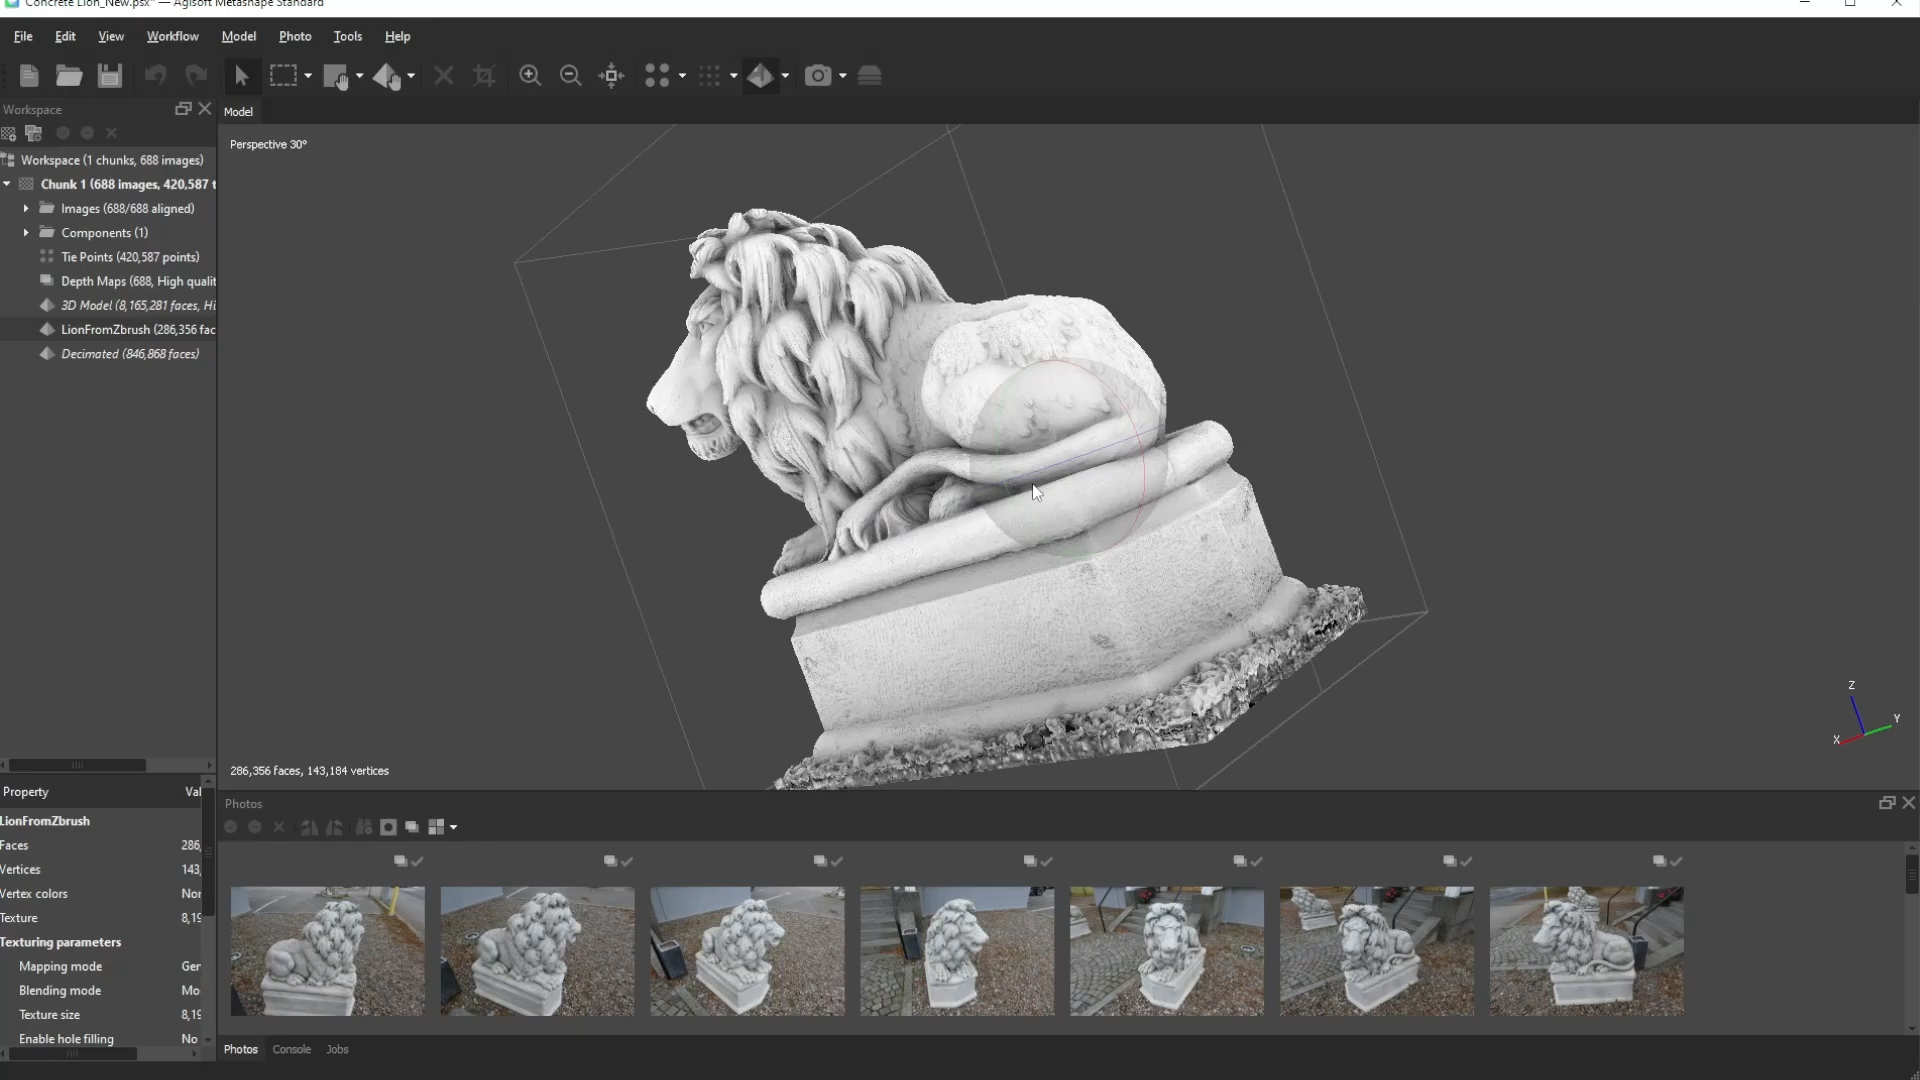 Concrete Lion_New.psx* — Agisoft Metashape Standard
File Edit View Workflow Model Photo Tools Help
Workspace
Model
Perspective 30°
Workspace (1 chunks, 688 images)
Chunk 1 (688 images, 420,587 t
Images (688/688 aligned)
Components (1)
Tie Points (420,587 points)
Depth Maps (688, High qualit
3D Model (8,165,281 faces, Hi
LionFromZbrush (286,356 fac
Decimated (846,868 faces)
Z
Y
X
286,356 faces, 143,184 vertices
Property Val
LionFromZbrush
Faces 286,
Vertices 143,
Vertex colors Nor
Texture 8,19
Texturing parameters
Mapping mode Ger
Blending mode Mo
Texture size 8,19
Enable hole filling No
Photos
Photos Console Jobs